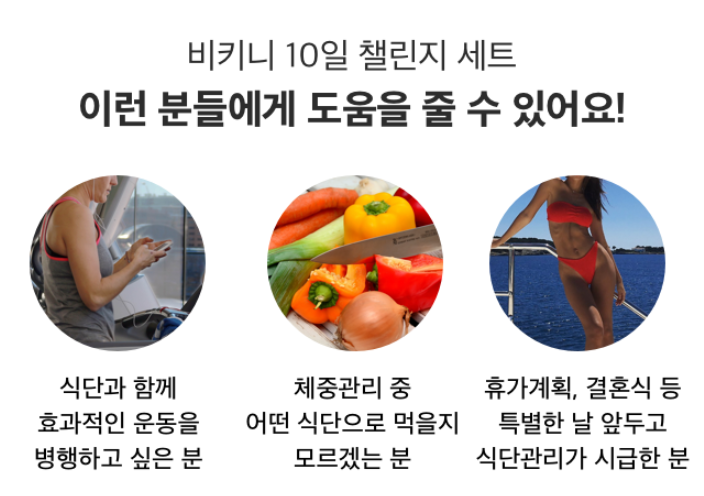 비키니 10일 챌린지 세트
이런 분들에게 도움을 줄 수 있어요!
식단과 함께
효과적인 운동을
병행하고 싶은 분
체중관리 중
어떤 식단으로 먹을지
모르겠는 분
휴가계획, 결혼식 등
특별한 날 앞두고
식단관리가 시급한 분